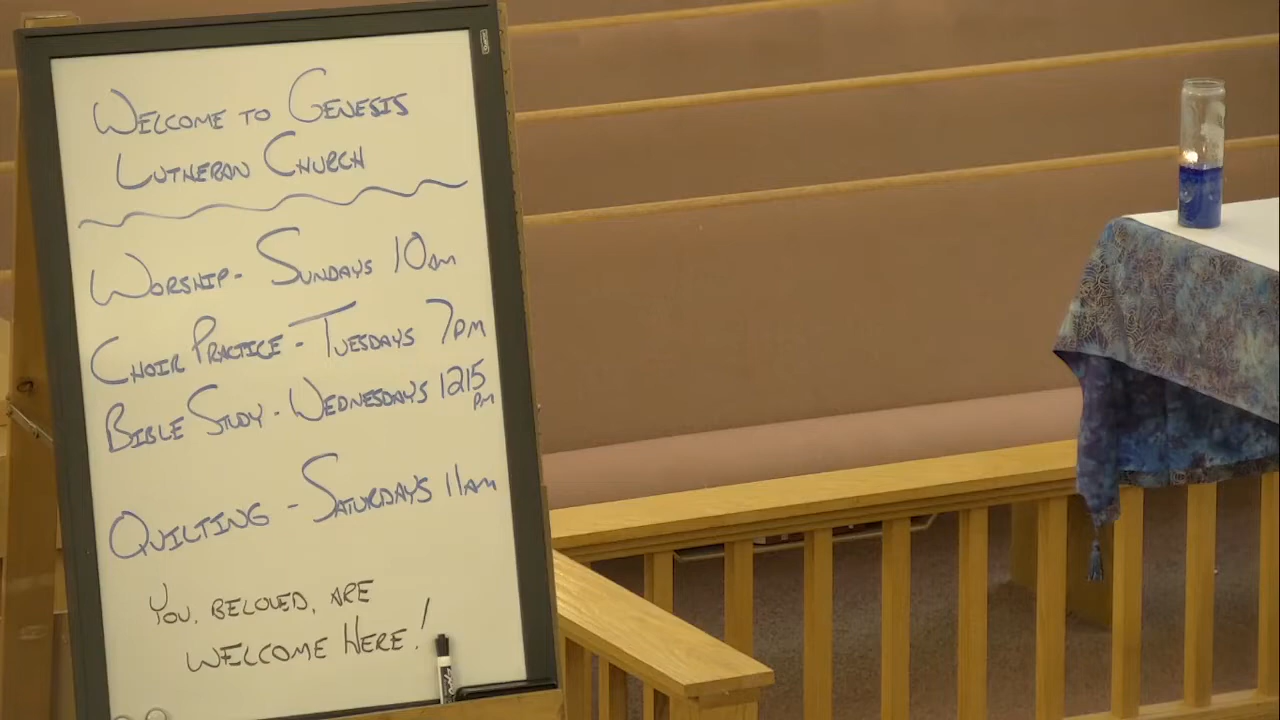 WELCOME TO GENESIS
LUTHERAN CHURCH
WORSHIP - SUNDAYS 10AM
CHOIR PRACTICE - TUESDAYS 7PM
BIBLE STUDY - WEDNESDAYS 1215
PM
QUILTING - SATURDAYS 11AM
YOU, BELOVED, ARE
WELCOME HERE!